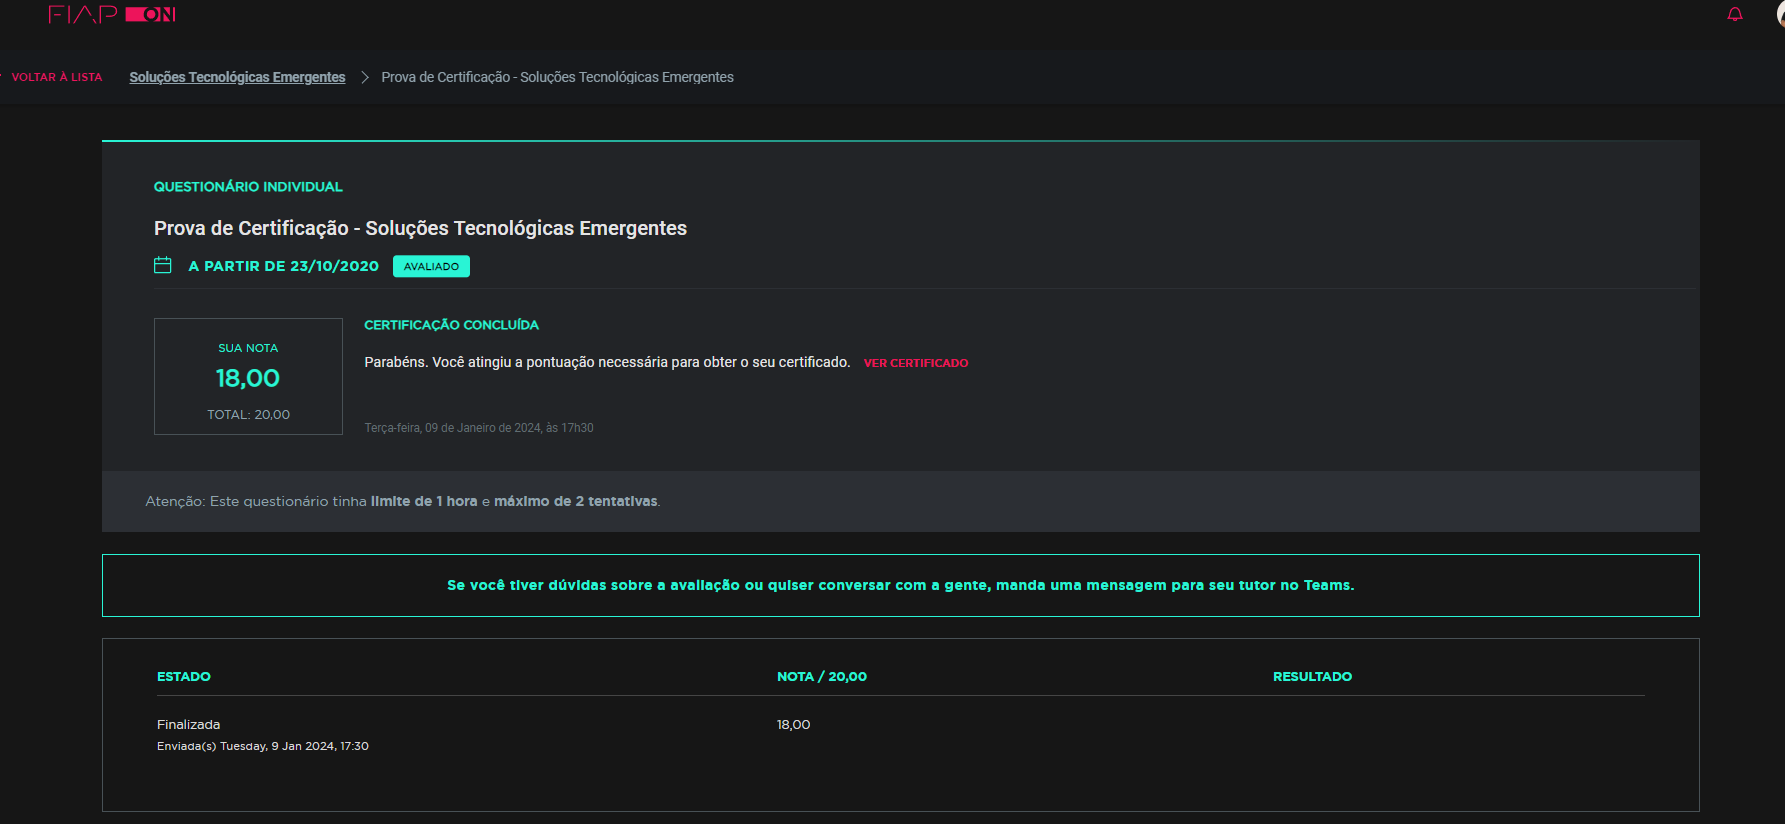 FIAP ON
VOLTAR À LISTA
Soluções Tecnológicas Emergentes
Prova de Certificação - Soluções Tecnológicas Emergentes
QUESTIONÁRIO INDIVIDUAL
Prova de Certificação - Soluções Tecnológicas Emergentes
A PARTIR DE 23/10/2020
AVALIADO
SUA NOTA
18,00
TOTAL: 20,00
CERTIFICAÇÃO CONCLUÍDA
Parabéns. Você atingiu a pontuação necessária para obter o seu certificado. VER CERTIFICADO
Terça-feira, 09 de Janeiro de 2024, às 17h30
Atenção: Este questionário tinha limite de 1 hora e máximo de 2 tentativas.
Se você tiver dúvidas sobre a avaliação ou quiser conversar com a gente, manda uma mensagem para seu tutor no Teams.
ESTADO NOTA / 20,00 RESULTADO
Finalizada 18,00
Enviada(s) Tuesday, 9 Jan 2024, 17:30